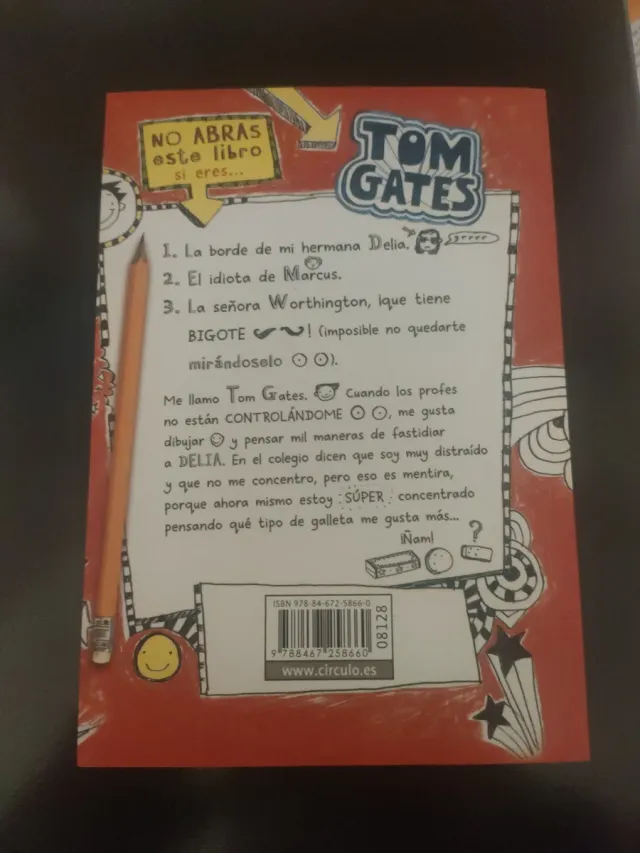 NO ABRAS
este libro
si eres...
TOM
GATES
1. La borde de mi hermana Delia. grrrrr
2. El idiota de Marcus.
3. La señora Worthington, ¡que tiene
BIGOTE ! (imposible no quedarte
mirándoselo ).
Me llamo Tom Gates. Cuando los profes
no están CONTROLÁNDOME , me gusta
dibujar y pensar mil maneras de fastidiar
a DELIA. En el colegio dicen que soy muy distraído
y que no me concentro, pero eso es mentira,
porque ahora mismo estoy SÚPER concentrado
pensando qué tipo de galleta me gusta más...
¡Ñam!
?
ISBN 978-84-672-5866-0
9 788467 258660
08128
www.circulo.es